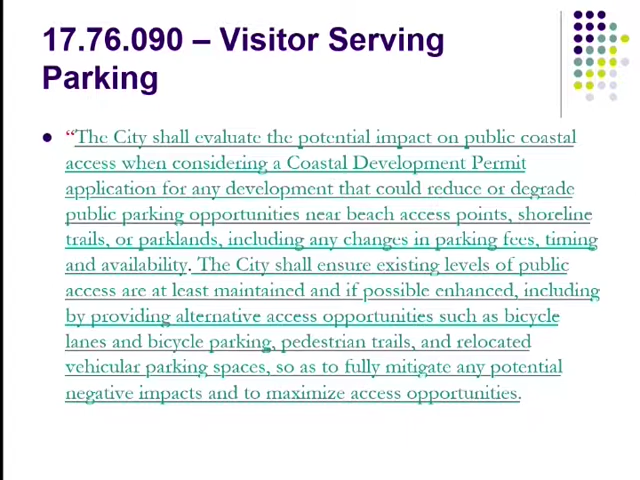 17.76.090 – Visitor Serving
Parking
“The City shall evaluate the potential impact on public coastal
access when considering a Coastal Development Permit
application for any development that could reduce or degrade
public parking opportunities near beach access points, shoreline
trails, or parklands, including any changes in parking fees, timing
and availability. The City shall ensure existing levels of public
access are at least maintained and if possible enhanced, including
by providing alternative access opportunities such as bicycle
lanes and bicycle parking, pedestrian trails, and relocated
vehicular parking spaces, so as to fully mitigate any potential
negative impacts and to maximize access opportunities.